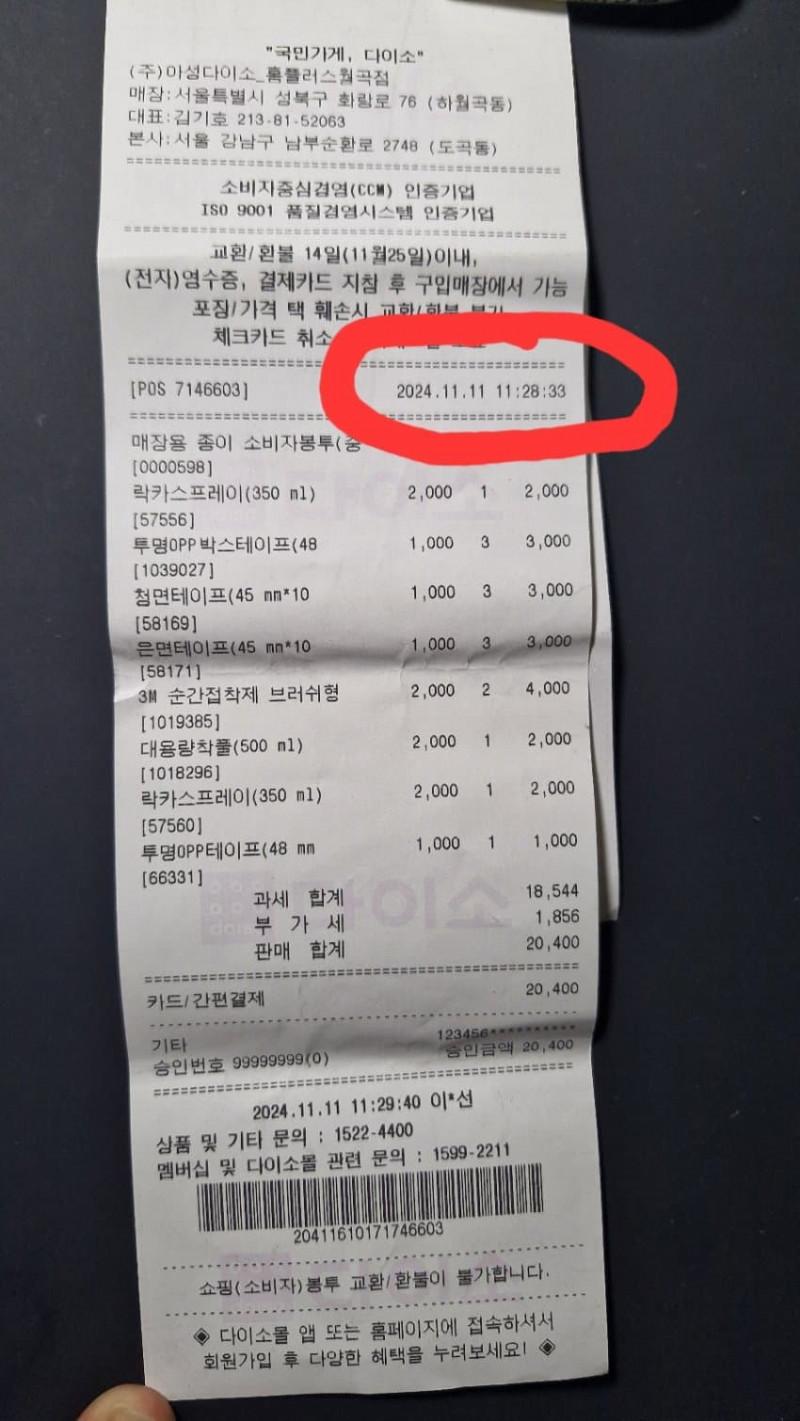 "국민가게, 다이소"
(주)아성다이소_홈플러스월곡점
매장:서울특별시 성북구 화랑로 76 (하월곡동)
대표:김기호 213-81-52063
본사:서울 강남구 남부순환로 2748 (도곡동)
소비자중심경영(CCM) 인증기업
ISO 9001 품질경영시스템 인증기업
교환/환불 14일(11월25일)이내,
(전자)영수증, 결제카드 지참 후 구입매장에서 가능
포장/가격 택 훼손시 교환/환불 불가
체크카드 취소
[POS 7146603] 2024.11.11 11:28:33
매장용 종이 소비자봉투(중
[0000598]
락카스프레이(350 ml) 2,000 1 2,000
[57556]
투명OPP박스테이프(48 1,000 3 3,000
[1039027]
청면테이프(45 mm*10 1,000 3 3,000
[58169]
은면테이프(45 mm*10 1,000 3 3,000
[58171]
3M 순간접착제 브러쉬형 2,000 2 4,000
[1019385]
대용량착풀(500 ml) 2,000 1 2,000
[1018296]
락카스프레이(350 ml) 2,000 1 2,000
[57560]
투명OPP테이프(48 mm 1,000 1 1,000
[66331]
과세 합계 18,544
부 가 세 1,856
판매 합계 20,400
카드/간편결제 20,400
기타 123456**********
승인번호 99999999(0) 승인금액 20,400
2024.11.11 11:29:40 이*선
상품 및 기타 문의 : 1522-4400
멤버십 및 다이소몰 관련 문의 : 1599-2211
20411610171746603
쇼핑(소비자)봉투 교환/환불이 불가합니다.
◈ 다이소몰 앱 또는 홈페이지에 접속하셔서
회원가입 후 다양한 혜택을 누려보세요! ◈